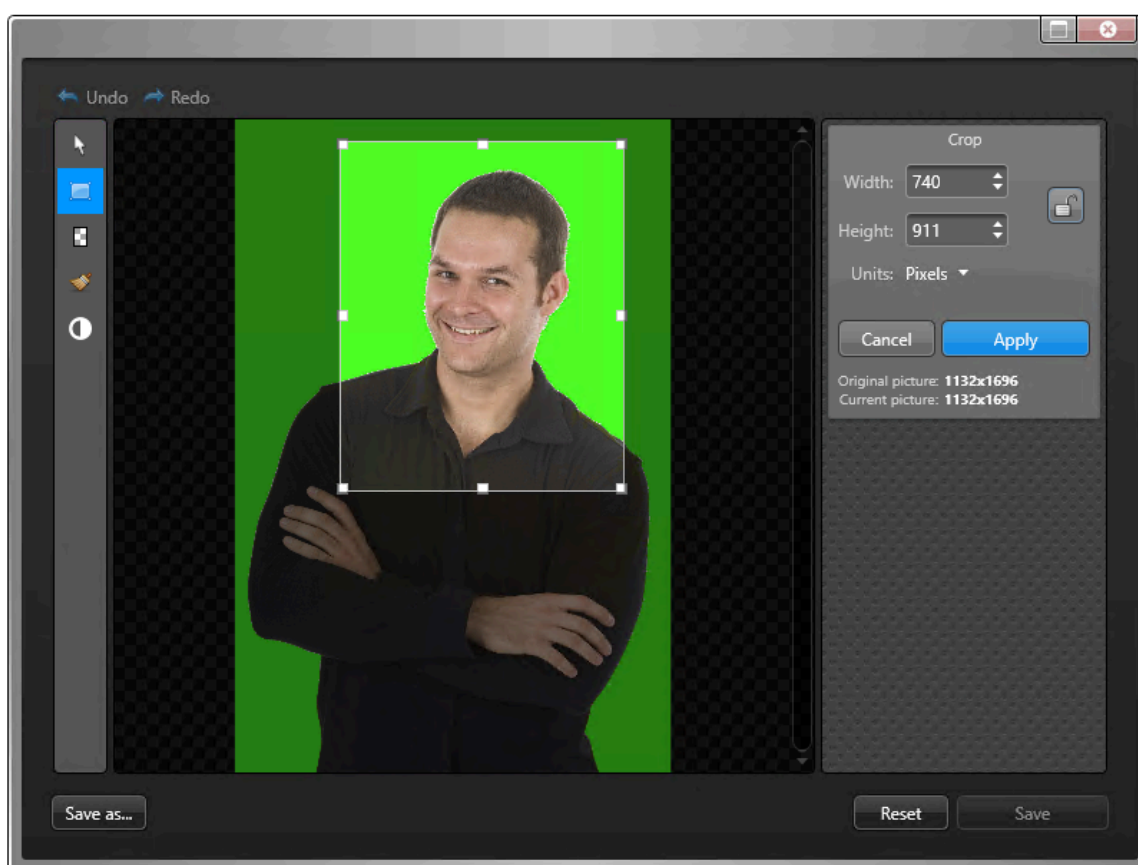 Undo Redo
Crop
Width: 740
Height: 911
Units: Pixels
Cancel Apply
Original picture: 1132x1696
Current picture: 1132x1696
Save as... Reset Save